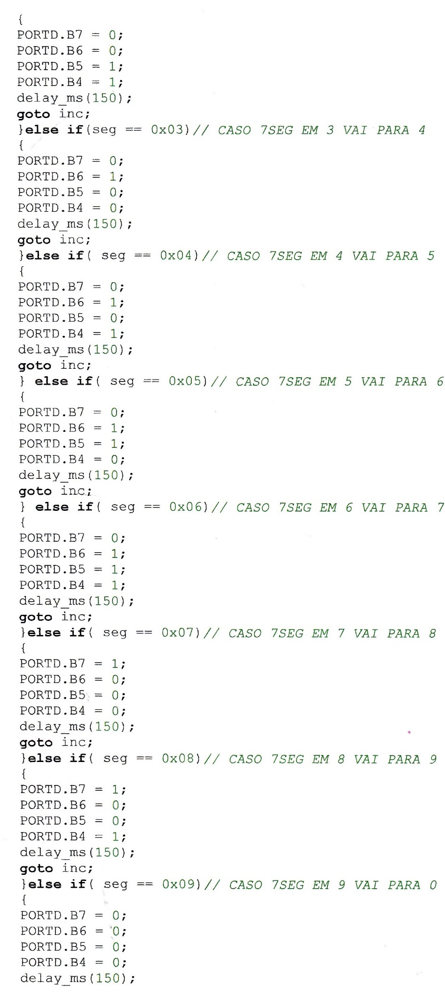 {
PORTD.B7 = 0;
PORTD.B6 = 0;
PORTD.B5 = 1;
PORTD.B4 = 1;
delay_ms(150);
goto inc;
}else if(seg == 0x03)// CASO 7SEG EM 3 VAI PARA 4
{
PORTD.B7 = 0;
PORTD.B6 = 1;
PORTD.B5 = 0;
PORTD.B4 = 0;
delay_ms(150);
goto inc;
}else if( seg == 0x04)// CASO 7SEG EM 4 VAI PARA 5
{
PORTD.B7 = 0;
PORTD.B6 = 1;
PORTD.B5 = 0;
PORTD.B4 = 1;
delay_ms(150);
goto inc;
} else if( seg == 0x05)// CASO 7SEG EM 5 VAI PARA 6
{
PORTD.B7 = 0;
PORTD.B6 = 1;
PORTD.B5 = 1;
PORTD.B4 = 0;
delay_ms(150);
goto inc;
} else if( seg == 0x06)// CASO 7SEG EM 6 VAI PARA 7
{
PORTD.B7 = 0;
PORTD.B6 = 1;
PORTD.B5 = 1;
PORTD.B4 = 1;
delay_ms(150);
goto inc;
}else if( seg == 0x07)// CASO 7SEG EM 7 VAI PARA 8
{
PORTD.B7 = 1;
PORTD.B6 = 0;
PORTD.B5 = 0;
PORTD.B4 = 0;
delay_ms(150);
goto inc;
}else if( seg == 0x08)// CASO 7SEG EM 8 VAI PARA 9
{
PORTD.B7 = 1;
PORTD.B6 = 0;
PORTD.B5 = 0;
PORTD.B4 = 1;
delay_ms(150);
goto inc;
}else if( seg == 0x09)// CASO 7SEG EM 9 VAI PARA 0
{
PORTD.B7 = 0;
PORTD.B6 = 0;
PORTD.B5 = 0;
PORTD.B4 = 0;
delay_ms(150);